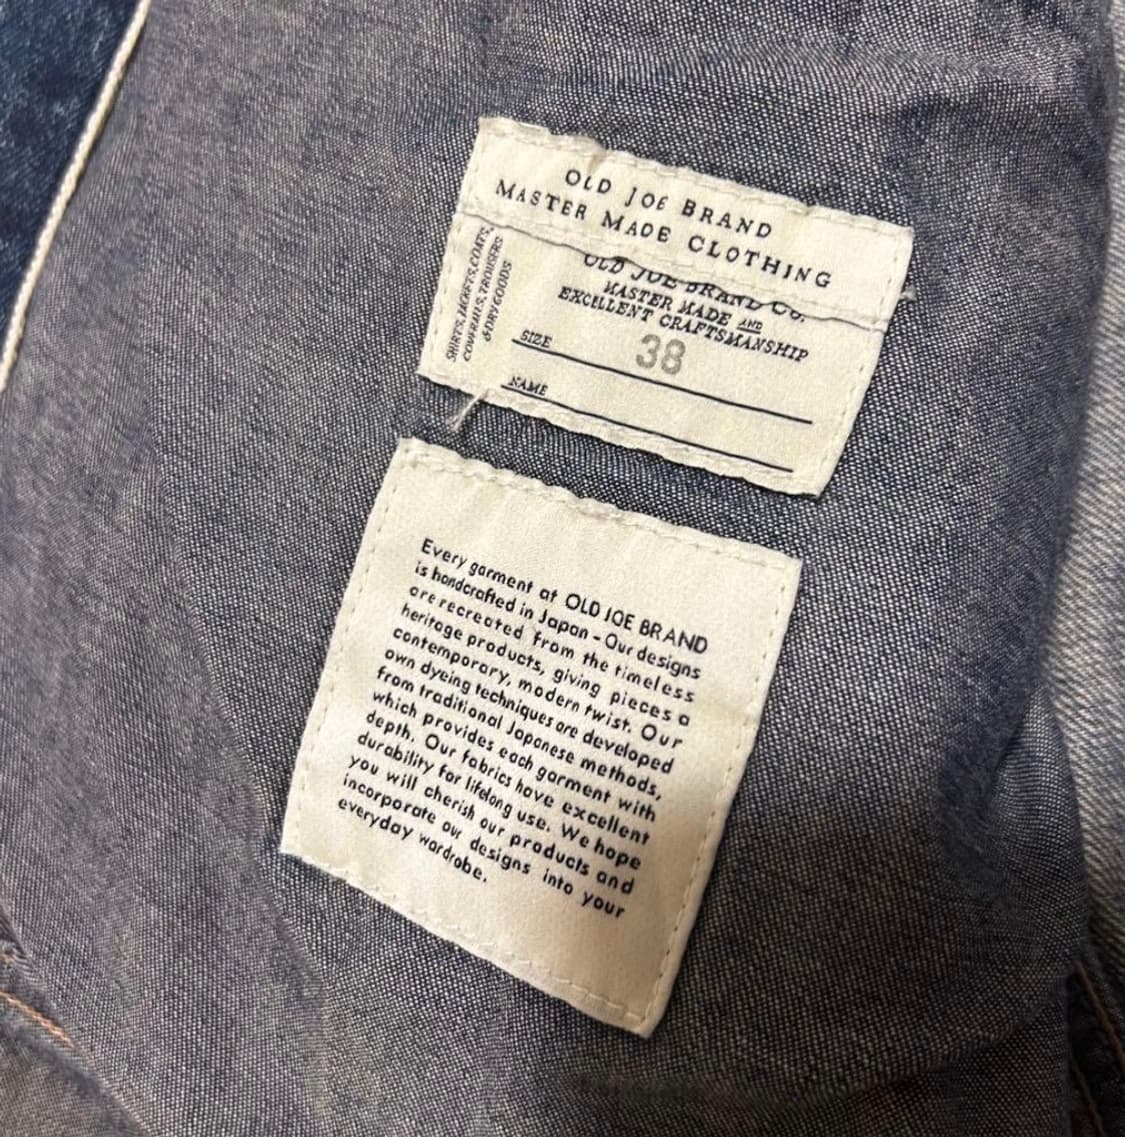 OLD JOE BRAND
MASTER MADE CLOTHING
SHIRTS, JACKETS, COATS,
COVERALLS, TROUSERS
& DRY GOODS
OLD JOE BRAND CO.
MASTER MADE AND
EXCELLENT CRAFTSMANSHIP
SIZE 38
NAME
Every garment at OLD JOE BRAND
is handcrafted in Japan - Our designs
are recreated from the timeless
heritage products, giving pieces a
contemporary, modern twist. Our
own dyeing techniques are developed
from traditional Japanese methods,
which provides each garment with
depth. Our fabrics have excellent
durability for lifelong use. We hope
you will cherish our products and
incorporate our designs into your
everyday wardrobe.